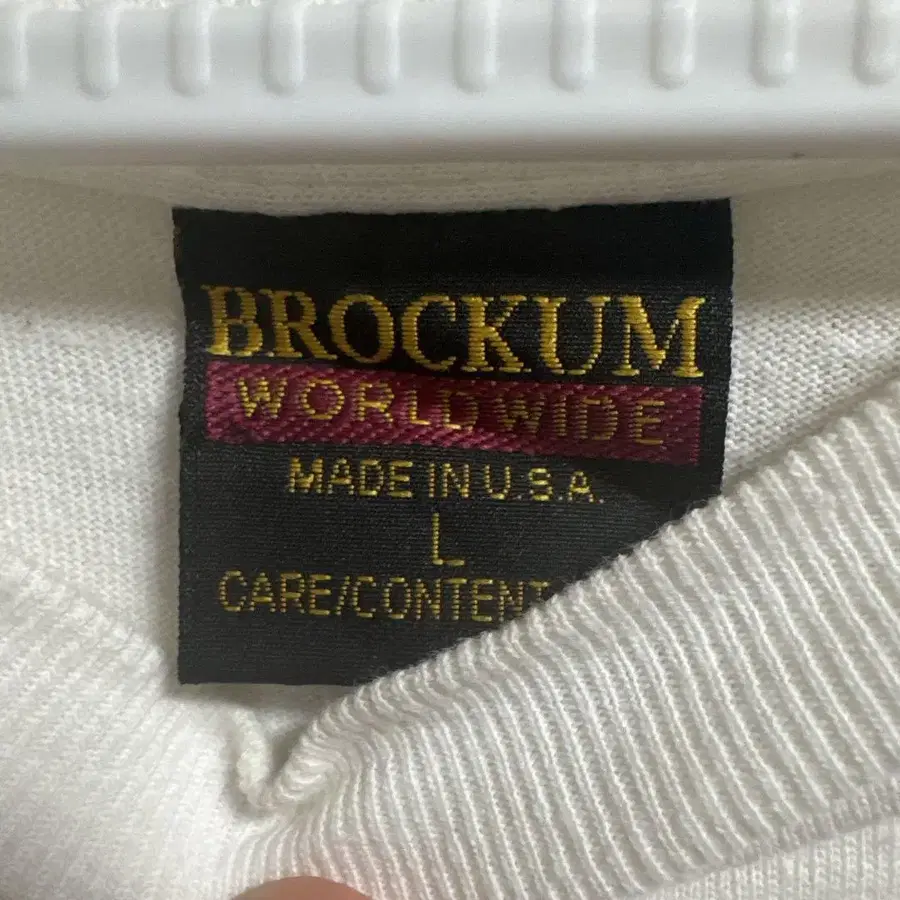 BROCKUM
WORLDWIDE
MADE IN U.S.A.
L
CARE/CONTENT